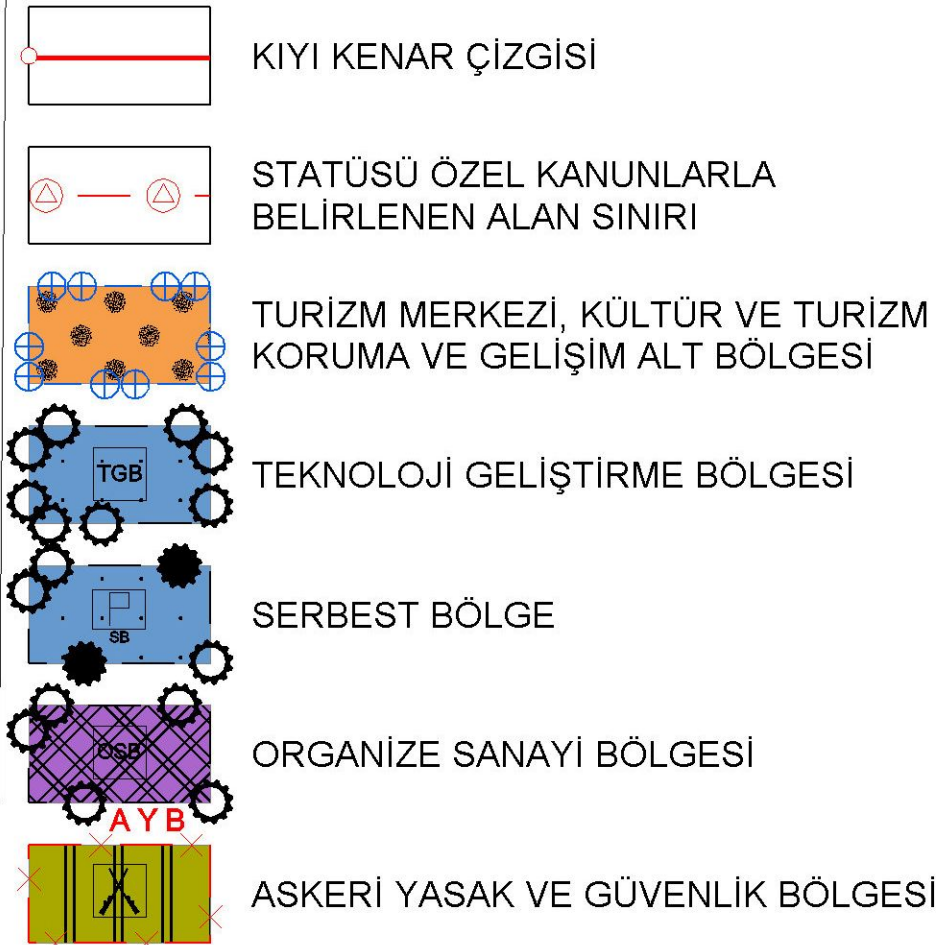 KIYI KENAR ÇİZGİSİ
STATÜSÜ ÖZEL KANUNLARLA
BELİRLENEN ALAN SINIRI
TURİZM MERKEZİ, KÜLTÜR VE TURİZM
KORUMA VE GELİŞİM ALT BÖLGESİ
TGB
TEKNOLOJİ GELİŞTİRME BÖLGESİ
SB
SERBEST BÖLGE
OSB
ORGANİZE SANAYİ BÖLGESİ
A Y B
ASKERİ YASAK VE GÜVENLİK BÖLGESİ